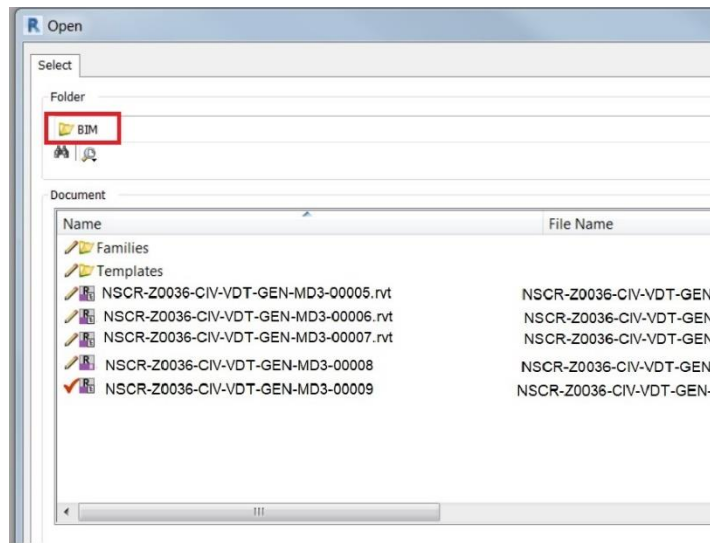 Open
Select
Folder
BIM
Document
Name File Name
Families
Templates
NSCR-Z0036-CIV-VDT-GEN-MD3-00005.rvt NSCR-Z0036-CIV-VDT-GEN
NSCR-Z0036-CIV-VDT-GEN-MD3-00006.rvt NSCR-Z0036-CIV-VDT-GEN
NSCR-Z0036-CIV-VDT-GEN-MD3-00007.rvt NSCR-Z0036-CIV-VDT-GEN
NSCR-Z0036-CIV-VDT-GEN-MD3-00008 NSCR-Z0036-CIV-VDT-GEN
NSCR-Z0036-CIV-VDT-GEN-MD3-00009 NSCR-Z0036-CIV-VDT-GEN-